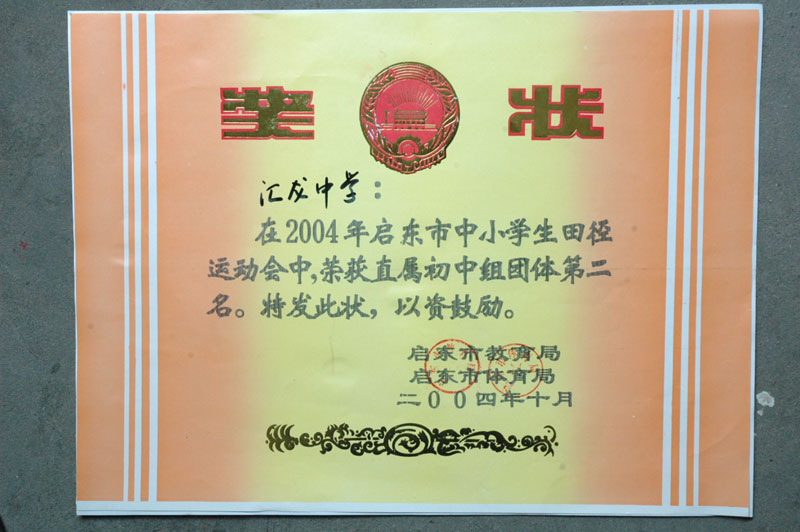 奖状
汇龙中学：
在2004年启东市中小学生田径
运动会中,荣获直属初中组团体第二
名。特发此状，以资鼓励。
启东市教育局
启东市体育局
二00四年十月